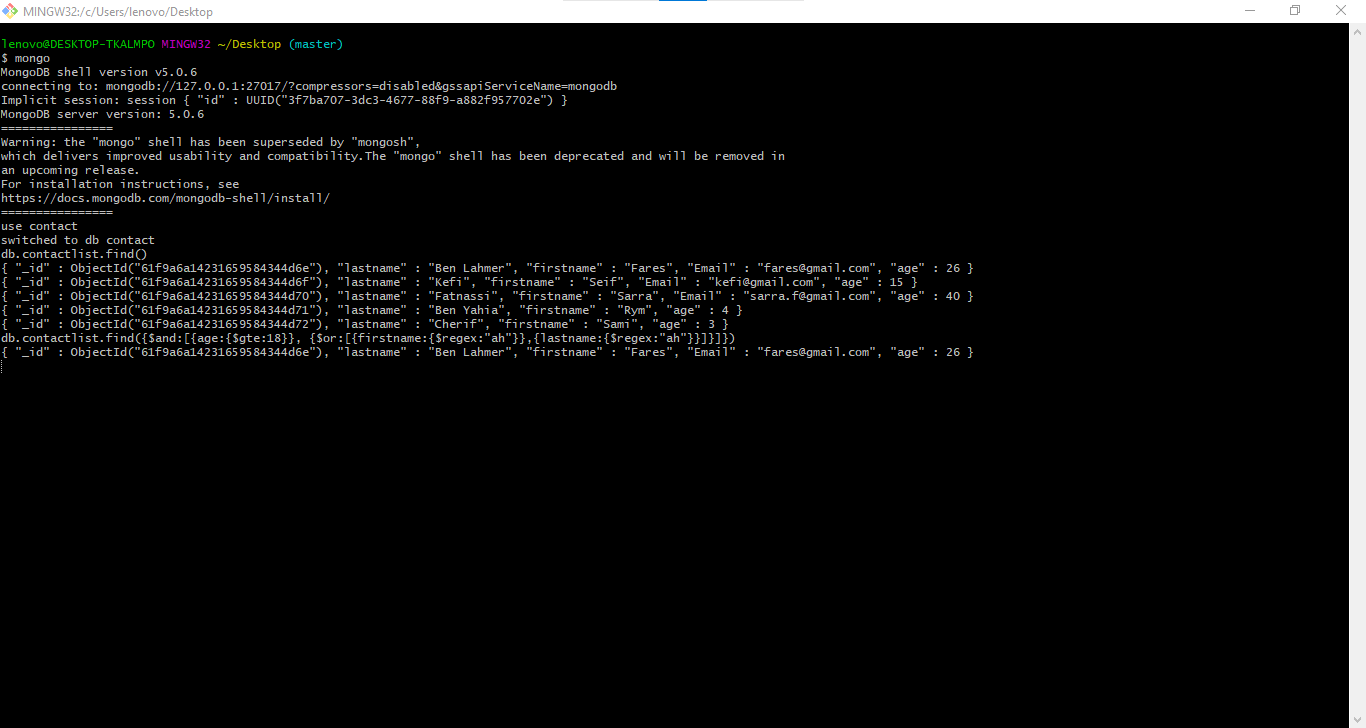 MINGW32:/c/Users/lenovo/Desktop
lenovo@DESKTOP-TKALMPO MINGW32 ~/Desktop (master)
$ mongo
MongoDB shell version v5.0.6
connecting to: mongodb://127.0.0.1:27017/?compressors=disabled&gssapiServiceName=mongodb
Implicit session: session { "id" : UUID("3f7ba707-3dc3-4677-88f9-a882f957702e") }
MongoDB server version: 5.0.6
================
Warning: the "mongo" shell has been superseded by "mongosh",
which delivers improved usability and compatibility.The "mongo" shell has been deprecated and will be removed in
an upcoming release.
For installation instructions, see
https://docs.mongodb.com/mongodb-shell/install/
================
use contact
switched to db contact
db.contactlist.find()
{ "_id" : ObjectId("61f9a6a14231659584344d6e"), "lastname" : "Ben Lahmer", "firstname" : "Fares", "Email" : "fares@gmail.com", "age" : 26 }
{ "_id" : ObjectId("61f9a6a14231659584344d6f"), "lastname" : "Kefi", "firstname" : "Seif", "Email" : "kefi@gmail.com", "age" : 15 }
{ "_id" : ObjectId("61f9a6a14231659584344d70"), "lastname" : "Fatnassi", "firstname" : "Sarra", "Email" : "sarra.f@gmail.com", "age" : 40 }
{ "_id" : ObjectId("61f9a6a14231659584344d71"), "lastname" : "Ben Yahia", "firstname" : "Rym", "age" : 4 }
{ "_id" : ObjectId("61f9a6a14231659584344d72"), "lastname" : "Cherif", "firstname" : "Sami", "age" : 3 }
db.contactlist.find({$and:[{age:{$gte:18}}, {$or:[{firstname:{$regex:"ah"}},{lastname:{$regex:"ah"}}]}]})
{ "_id" : ObjectId("61f9a6a14231659584344d6e"), "lastname" : "Ben Lahmer", "firstname" : "Fares", "Email" : "fares@gmail.com", "age" : 26 }